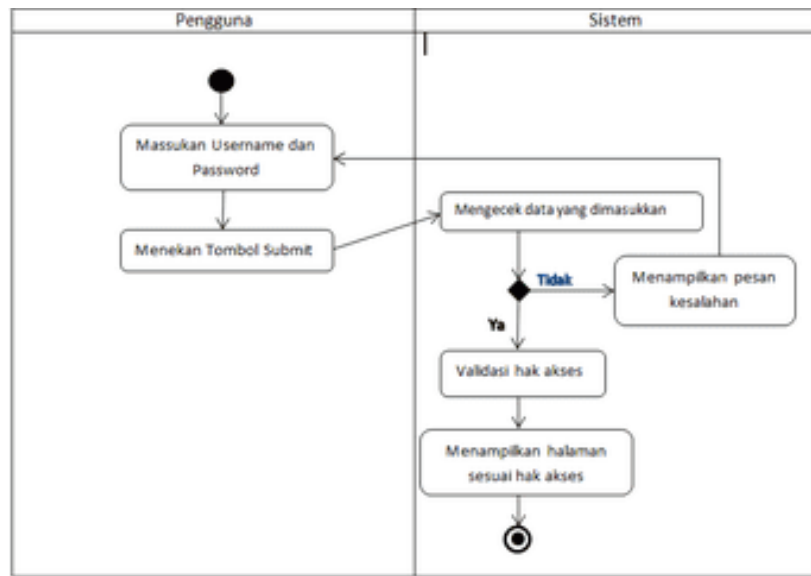 Pengguna
Sistem
Massukan Username dan
Password
Menekan Tombol Submit
Mengecek data yang dimasukkan
Tidak
Menampilkan pesan
kesalahan
Ya
Validasi hak akses
Menampilkan halaman
sesuai hak akses